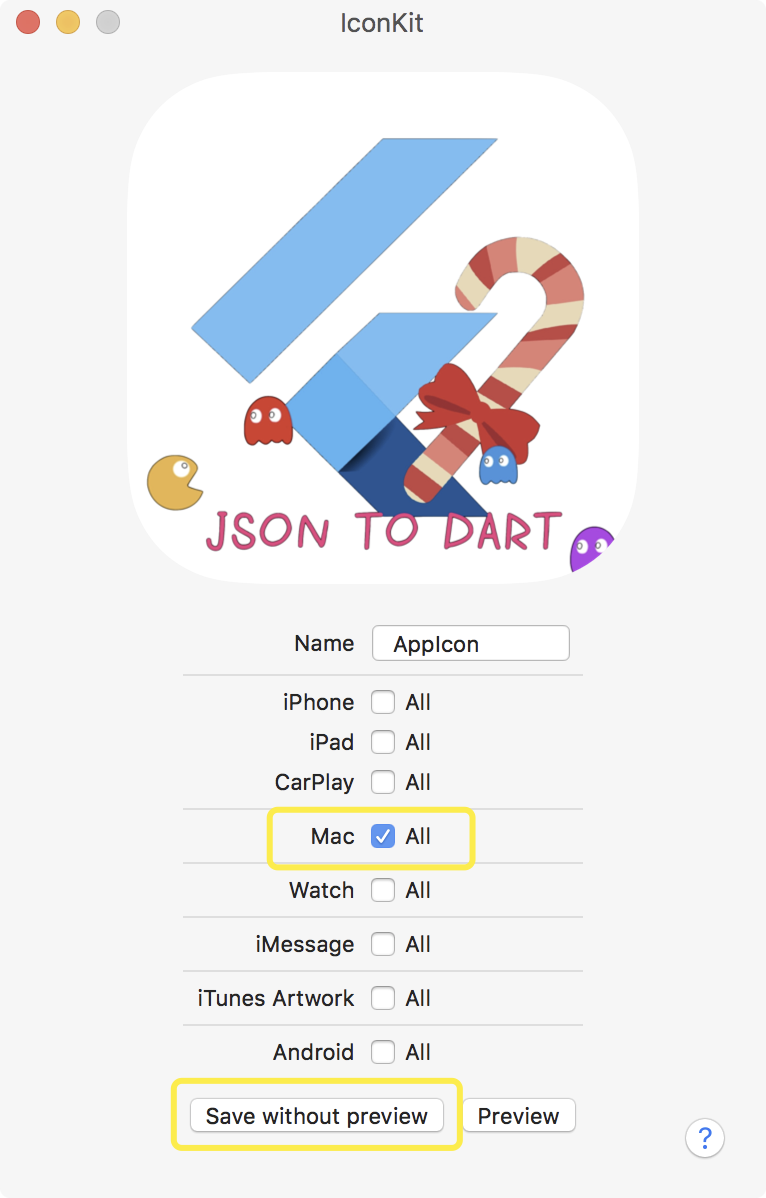 IconKit
JSON TO DART
Name AppIcon
iPhone All
iPad All
CarPlay All
Mac All
Watch All
iMessage All
iTunes Artwork All
Android All
Save without preview Preview
?